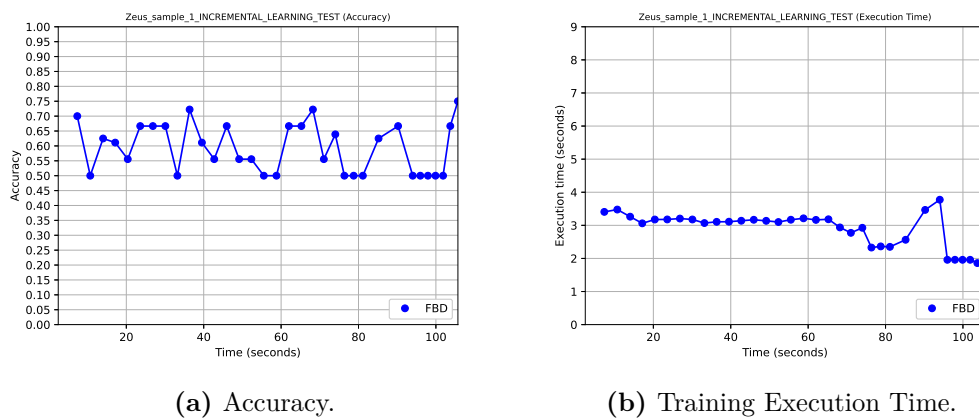 Zeus_sample_1_INCREMENTAL_LEARNING_TEST (Accuracy)
1.00
0.95
0.90
0.85
0.80
0.75
0.70
0.65
0.60
0.55
0.50
0.45
0.40
0.35
0.30
0.25
0.20
0.15
0.10
0.05
0.00
Accuracy
FBD
20 40 60 80 100
Time (seconds)
(a) Accuracy.
Zeus_sample_1_INCREMENTAL_LEARNING_TEST (Execution Time)
9
8
7
6
5
4
3
2
1
0
Execution time (seconds)
FBD
20 40 60 80 100
Time (seconds)
(b) Training Execution Time.